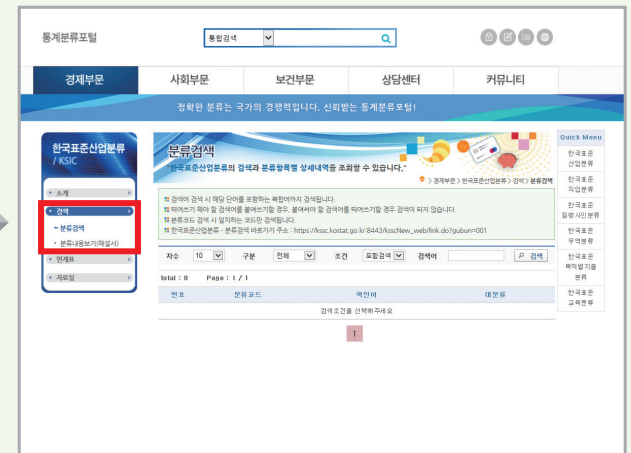 통계분류포털
통합검색
경제부문 사회부문 보건부문 상담센터 커뮤니티
정확한 분류는 국가의 경쟁력입니다. 신뢰받는 통계분류포털!
한국표준산업분류
/ KSIC
소개
검색
분류검색
분류내용보기(해설서)
연계표
자료실
분류검색
"한국표준산업분류의 검색과 분류항목별 상세내역을 조회할 수 있습니다."
> 경제부문 > 한국표준산업분류 > 검색 > 분류검색
검색어 검색 시 해당 단어를 포함하는 복합어까지 검색됩니다.
띄어쓰기 해야 할 검색어를 붙여쓰기할 경우, 붙여써야 할 검색어를 띄어쓰기할 경우 검색이 되지 않습니다.
분류코드 검색 시 일치하는 코드만 검색됩니다.
한국표준산업분류 - 분류검색 바로가기 주소 : https://kssc.kostat.go.kr:8443/ksscNew_web/link.do?gubun=001
차수 10 구분 전체 조건 포함검색 검색어 검색
total : 0 Page : 1 / 1
번호 분류코드 색인어 대분류
검색조건을 선택해주세요
1
Quick Menu
한국표준
산업분류
한국표준
직업분류
한국표준
질병사인분류
한국표준
무역분류
한국표준
목적별지출
분류
한국표준
교육분류